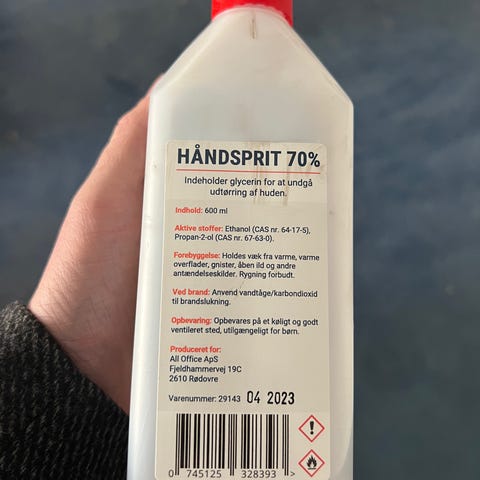 HÅNDSPRIT 70%
Indeholder glycerin for at undgå
udtørring af huden.
Indhold: 600 ml
Aktive stoffer: Ethanol (CAS nr. 64-17-5),
Propan-2-ol (CAS nr. 67-63-0).
Forebyggelse: Holdes væk fra varme, varme
overflader, gnister, åben ild og andre
antændelseskilder. Rygning forbudt.
Ved brand: Anvend vandtåge/karbondioxid
til brandslukning.
Opbevaring: Opbevares på et køligt og godt
ventileret sted, utilgængeligt for børn.
Produceret for:
All Office ApS
Fjeldhammervej 19C
2610 Rødovre
Varenummer: 29143 04 2023
0 745125 328393 >